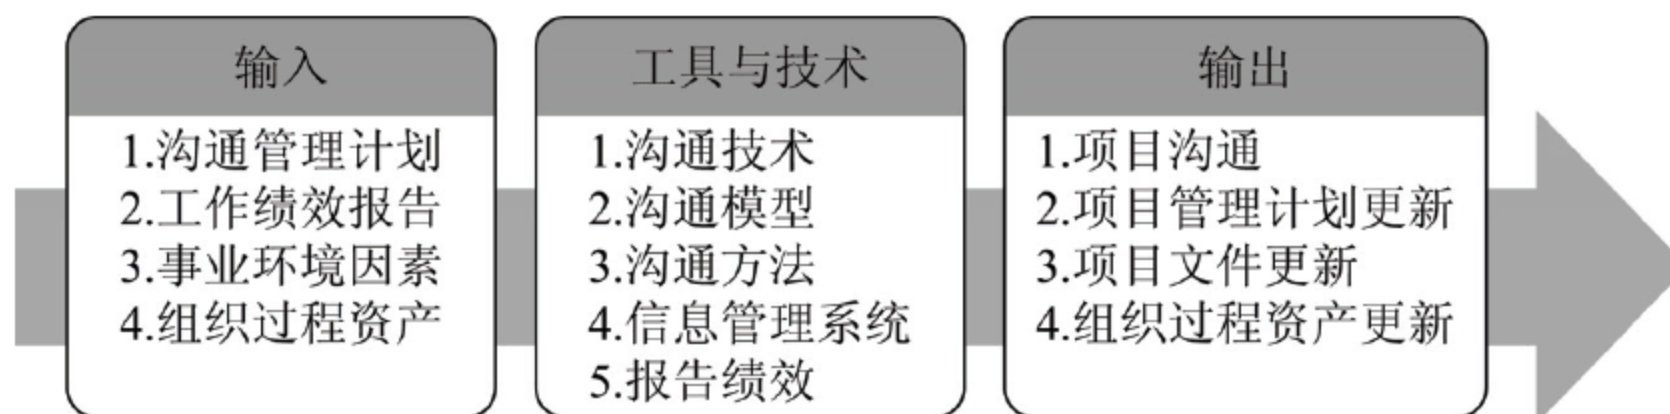 输入
1.沟通管理计划
2.工作绩效报告
3.事业环境因素
4.组织过程资产
工具与技术
1.沟通技术
2.沟通模型
3.沟通方法
4.信息管理系统
5.报告绩效
输出
1.项目沟通
2.项目管理计划更新
3.项目文件更新
4.组织过程资产更新